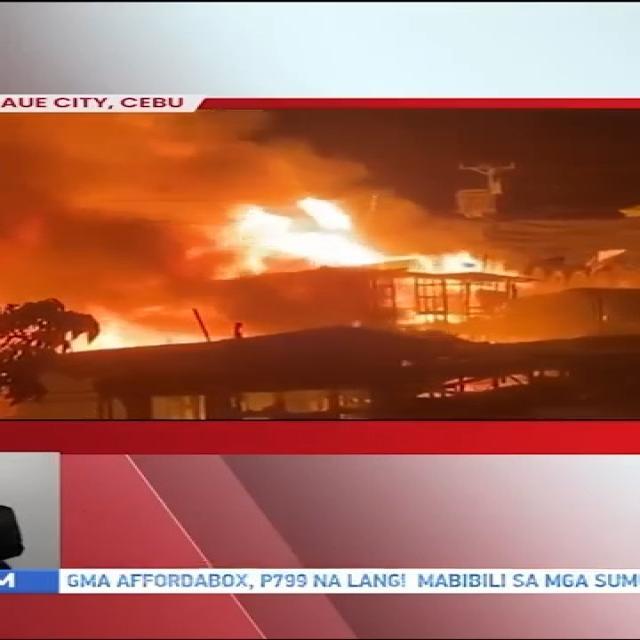 AUE CITY, CEBU
M GMA AFFORDABOX, P799 NA LANG! MABIBILI SA MGA SUM